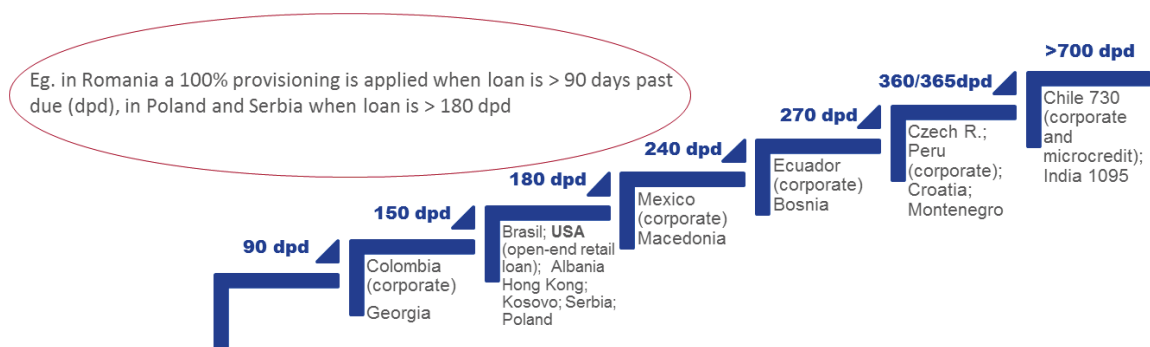 Eg. in Romania a 100% provisioning is applied when loan is > 90 days past
due (dpd), in Poland and Serbia when loan is > 180 dpd
90 dpd
150 dpd
Colombia
(corporate)
Georgia
180 dpd
Brasil; USA
(open-end retail
loan); Albania
Hong Kong;
Kosovo; Serbia;
Poland
240 dpd
Mexico
(corporate)
Macedonia
270 dpd
Ecuador
(corporate)
Bosnia
360/365dpd
Czech R.;
Peru
(corporate);
Croatia;
Montenegro
>700 dpd
Chile 730
(corporate
and
microcredit);
India 1095